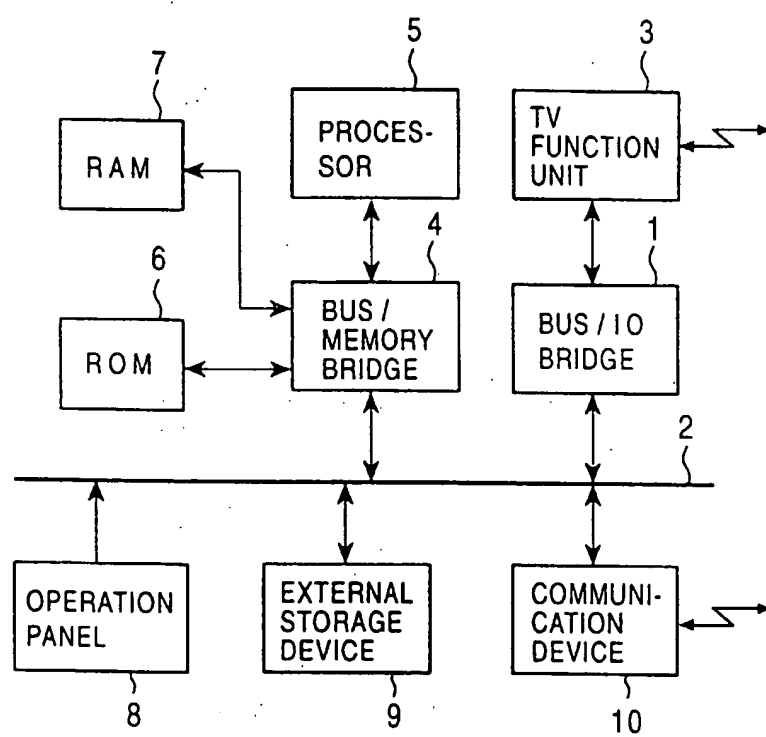 5
3
7
PROCES-
SOR
TV
FUNCTION
UNIT
RAM
4
1
6
BUS /
MEMORY
BRIDGE
BUS / IO
BRIDGE
ROM
2
OPERATION
PANEL
EXTERNAL
STORAGE
DEVICE
COMMUNI-
CATION
DEVICE
8
9
10